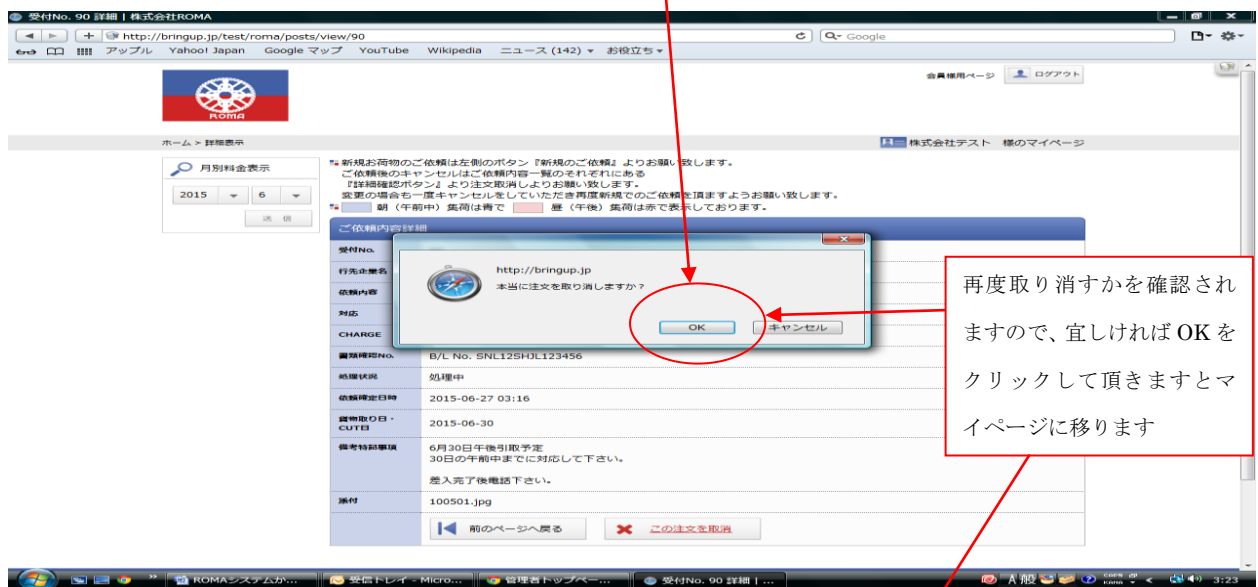 受付No. 90 詳細 | 株式会社ROMA
http://bringup.jp/test/roma/posts/view/90
Google
アップル Yahoo! Japan Google マップ YouTube Wikipedia ニュース (142) お役立ち
ROMA
会員様用ページ ログアウト
ホーム > 詳細表示
株式会社テスト 様のマイページ
月別料金表示
2015 6
送 信
新規お荷物のご依頼は左側のボタン『新規のご依頼』よりお願い致します。
ご依頼後のキャンセルはご依頼内容一覧のそれぞれにある
『詳細確認ボタン』より注文取消しよりお願い致します。
変更の場合も一度キャンセルをしていただき再度新規でのご依頼を頂ますようお願い致します。
朝（午前中）集荷は青で 昼（午後）集荷は赤で表示しております。
ご依頼内容詳細
受付No.
行先企業名
依頼内容
対応
CHARGE
http://bringup.jp
本当に注文を取り消しますか？
OK キャンセル
再度取り消すかを確認され
ますので、宜しければ OK を
クリックして頂きますとマ
イページに移ります
書類確認No. B/L No. SNL12SHJL123456
処理状況 処理中
依頼確定日時 2015-06-27 03:16
貨物取り日・
CUT日 2015-06-30
備考特記事項 6月30日午後引取予定
30日の午前中までに対応して下さい。
差入完了後電話下さい。
添付 100501.jpg
前のページへ戻る この注文を取消
ROMAシステムか... 受信トレイ - Micro... 管理者トップペー... 受付No. 90 詳細 | ...
A 般 3:23